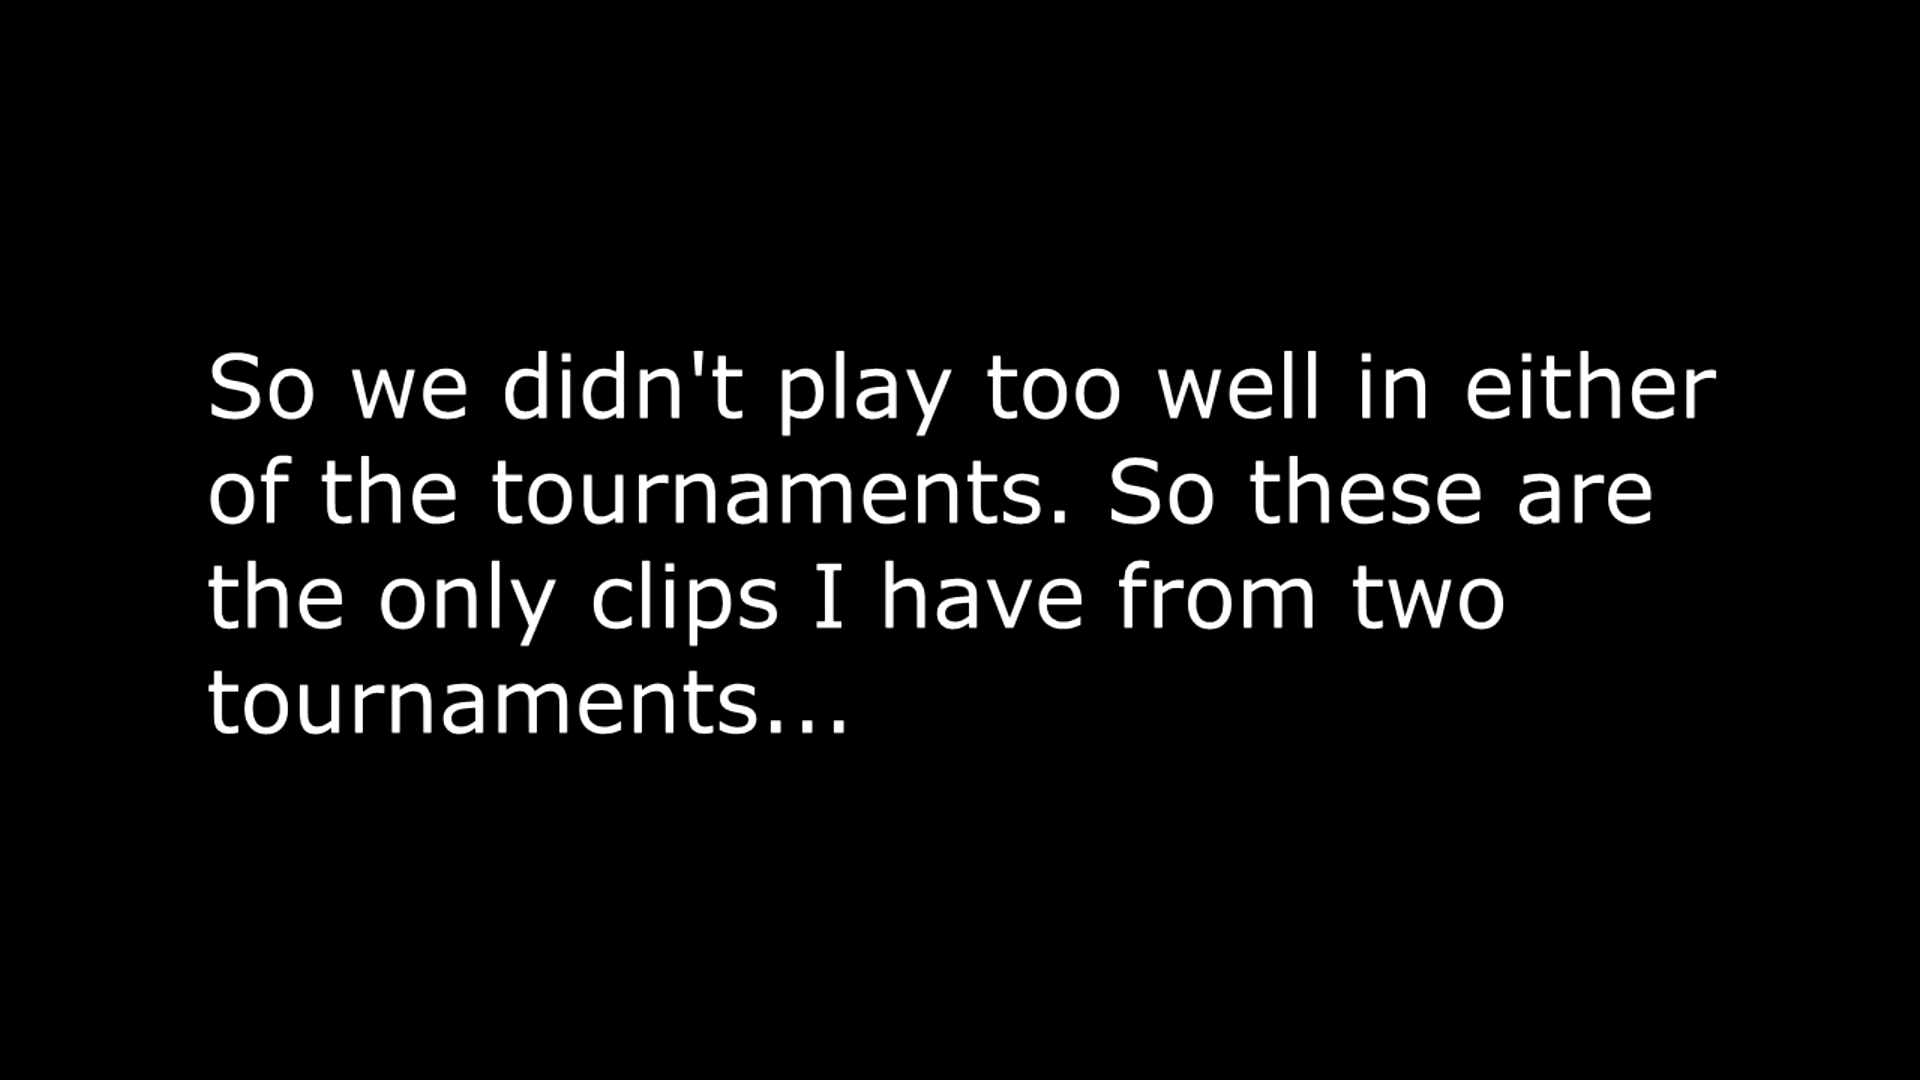 So we didn't play too well in either
of the tournaments. So these are
the only clips I have from two
tournaments...